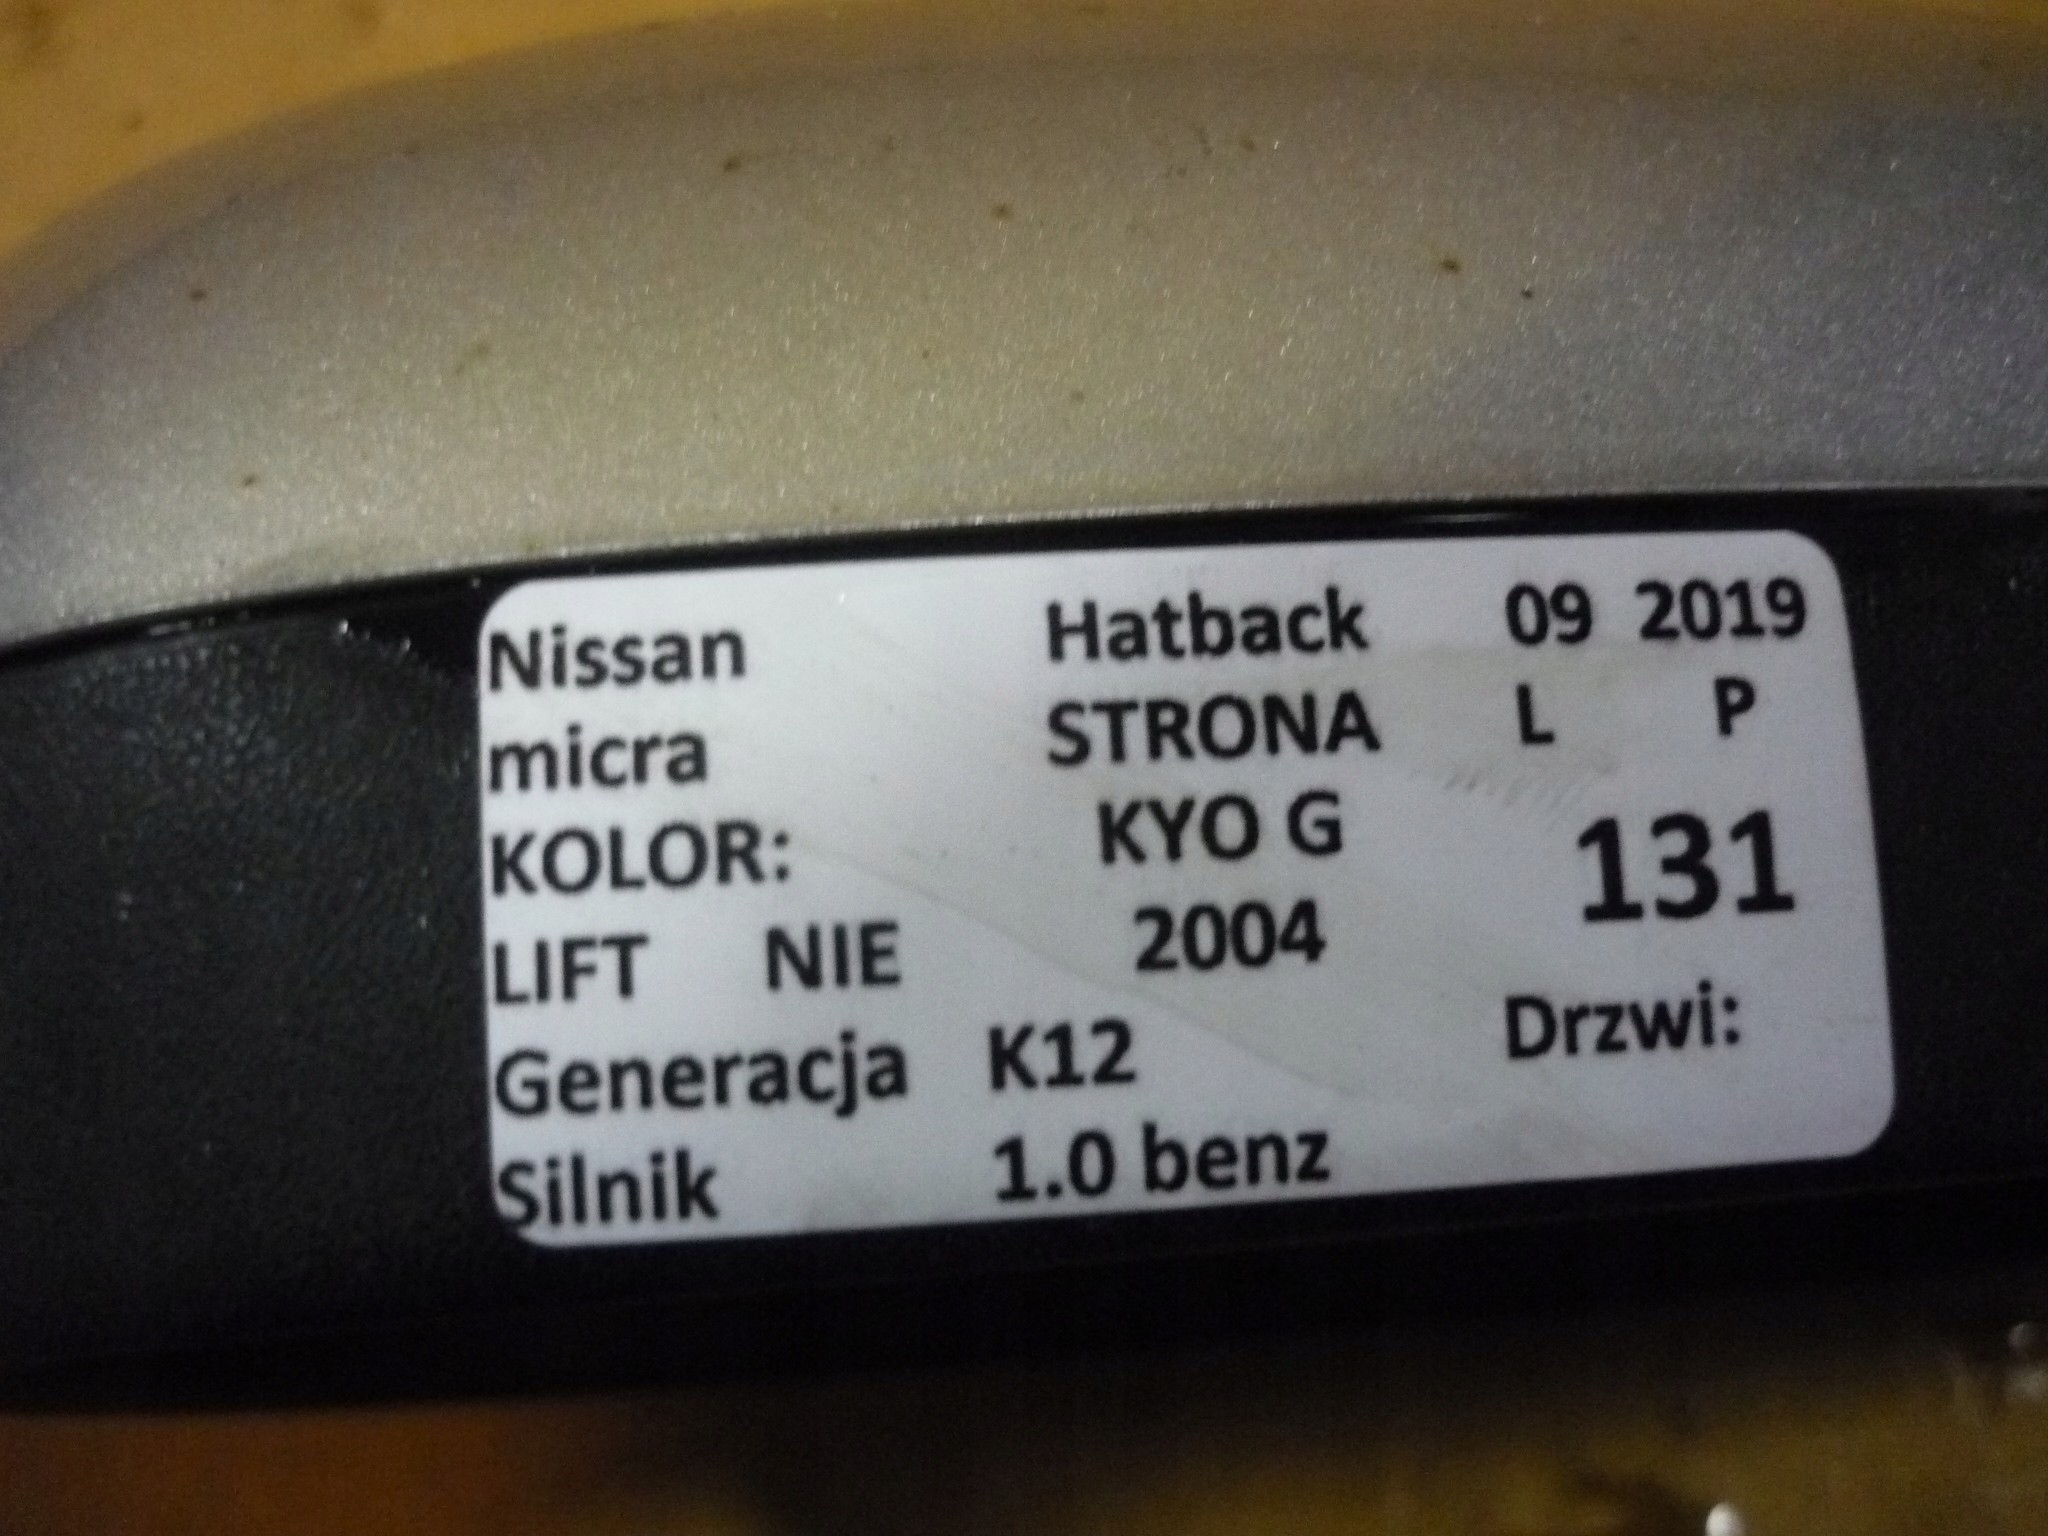 Nissan Hatback 09 2019
micra STRONA L P
KOLOR: KYO G 131
LIFT NIE 2004
Generacja K12 Drzwi:
Silnik 1.0 benz